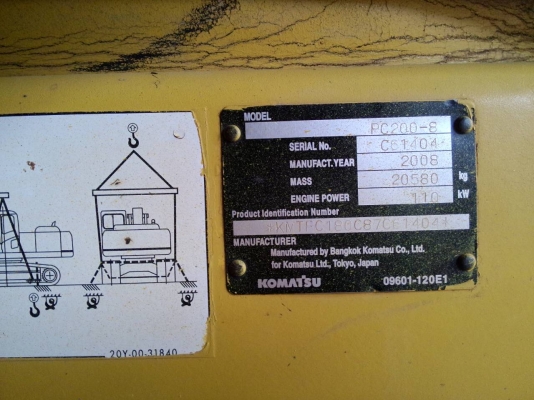 MODEL
PC200-8
SERIAL No. C61404
MANUFACT.YEAR 2008
MASS 20580 kg
ENGINE POWER 110 kW
Product Identification Number
MANUFACTURER
Manufactured by Bangkok Komatsu Co., Ltd.
for Komatsu Ltd., Tokyo, Japan
KOMATSU 09601-120E1
20Y-00-31840